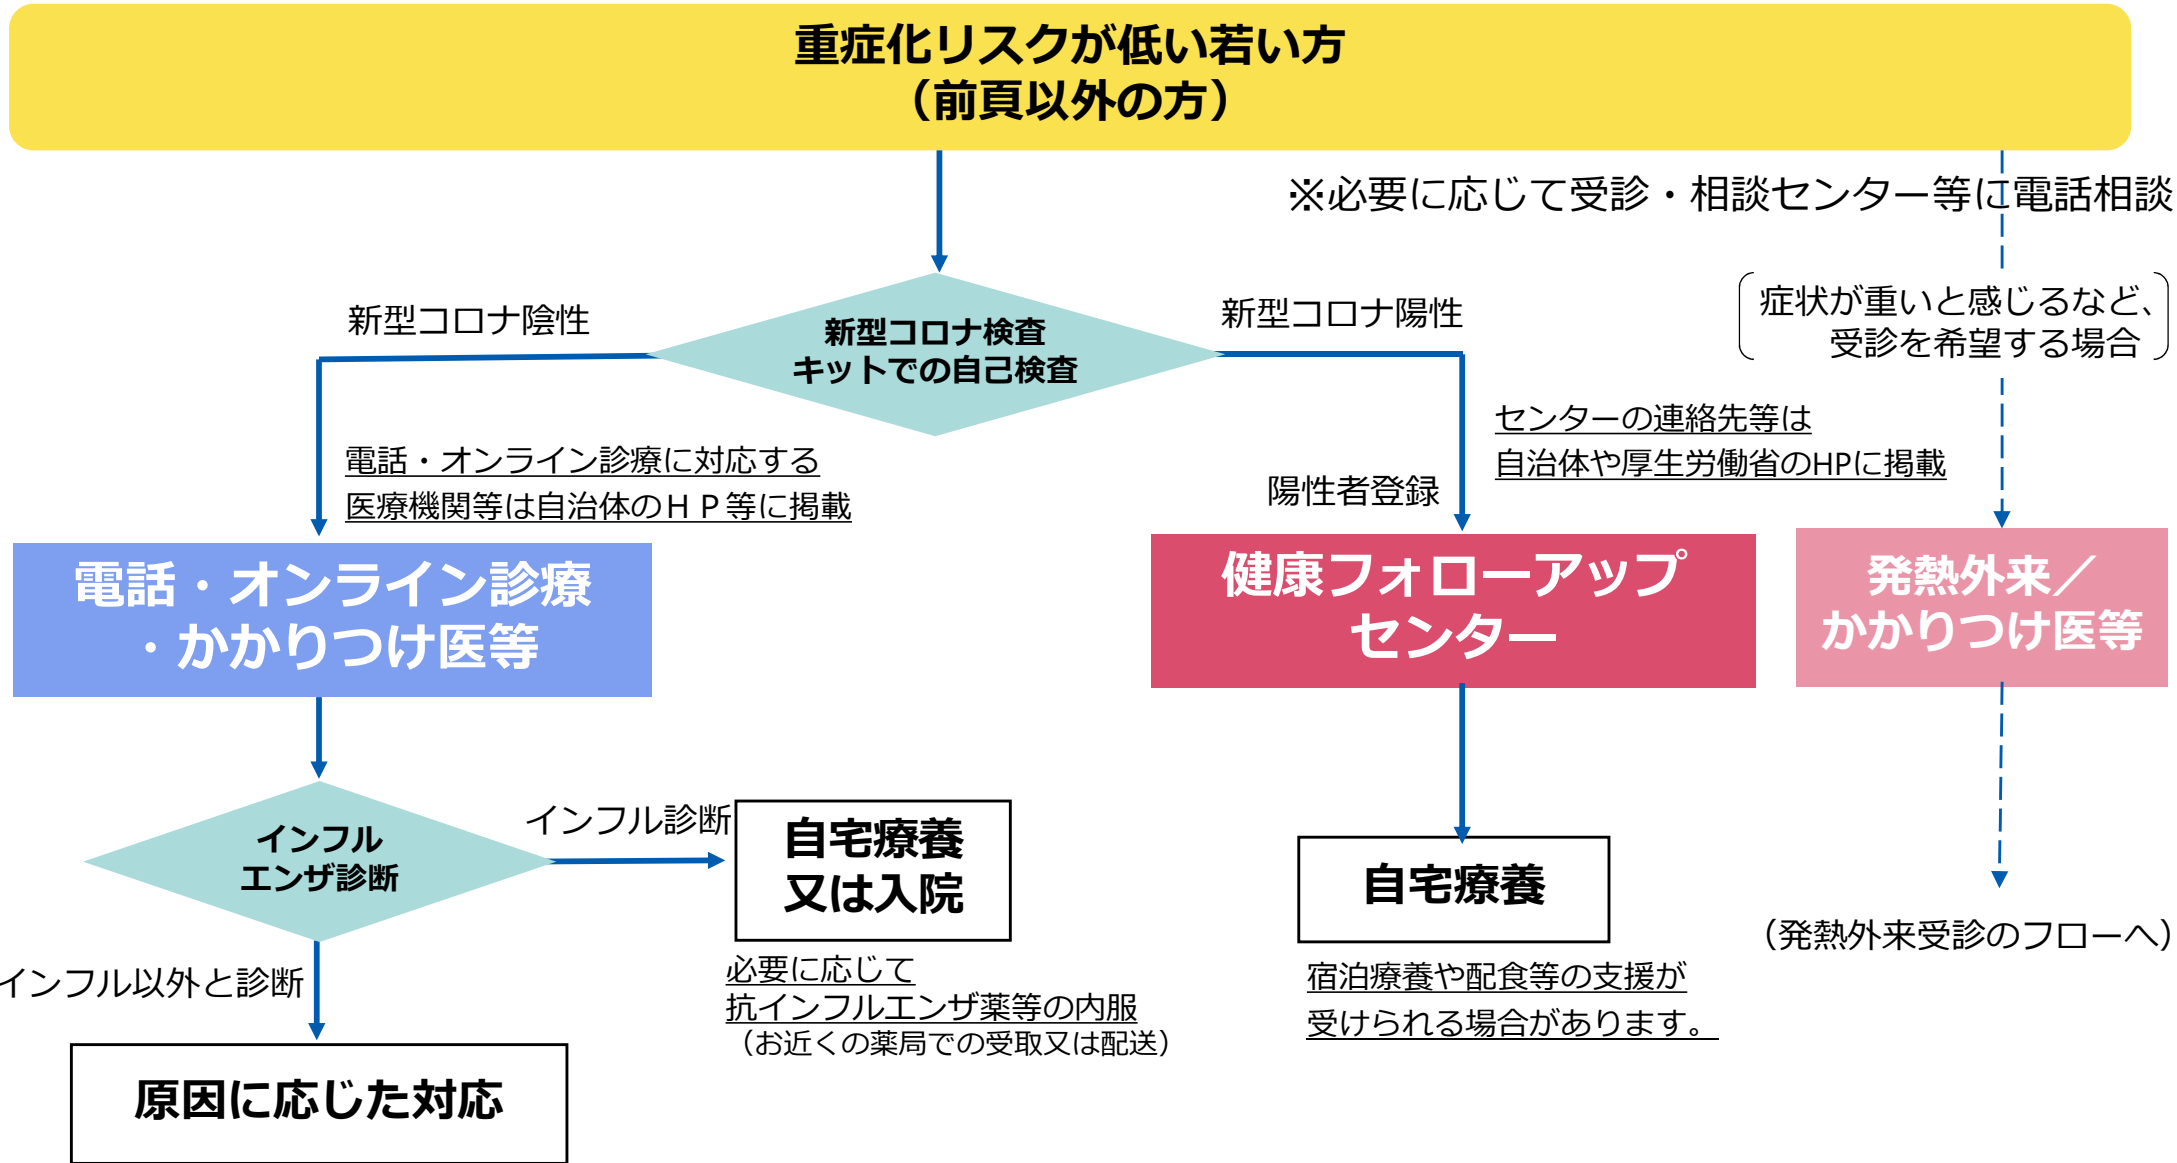 重症化リスクが低い若い方
（前頁以外の方）
※必要に応じて受診・相談センター等に電話相談
症状が重いと感じるなど、
受診を希望する場合
新型コロナ陰性
新型コロナ検査
キットでの自己検査
新型コロナ陽性
センターの連絡先等は
自治体や厚生労働省のHPに掲載
電話・オンライン診療に対応する
医療機関等は自治体のＨＰ等に掲載
陽性者登録
電話・オンライン診療
・かかりつけ医等
健康フォローアップ
センター
発熱外来／
かかりつけ医等
インフル
エンザ診断
インフル診断
自宅療養
又は入院
自宅療養
（発熱外来受診のフローへ）
インフル以外と診断
必要に応じて
抗インフルエンザ薬等の内服
（お近くの薬局での受取又は配送）
宿泊療養や配食等の支援が
受けられる場合があります。
原因に応じた対応